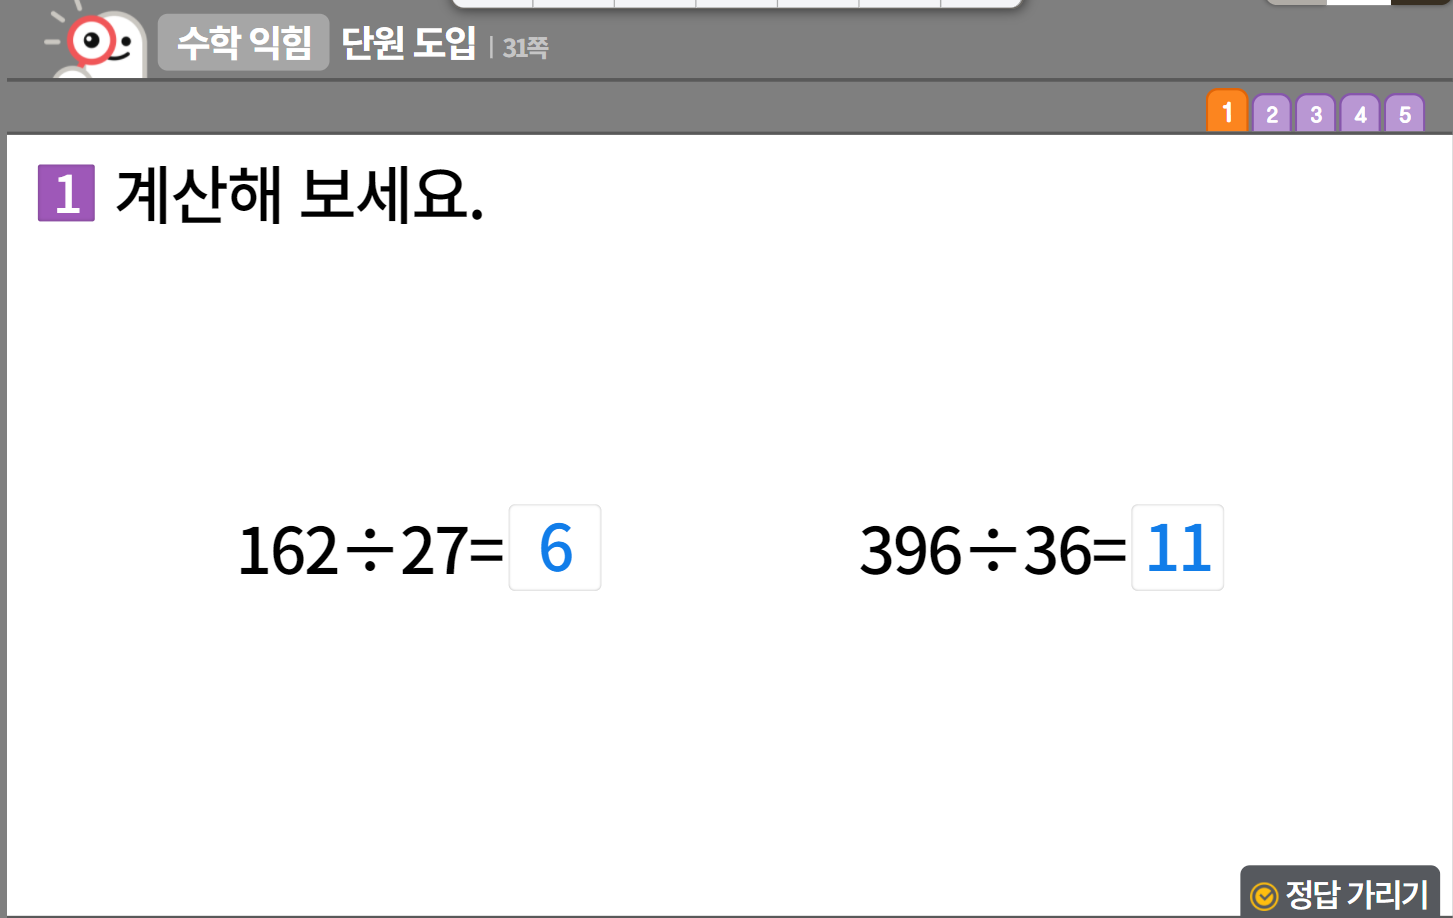 수학 익힘 단원 도입 | 31쪽
1 2 3 4 5
1 계산해 보세요.
162÷27=6 396÷36=11
정답 가리기